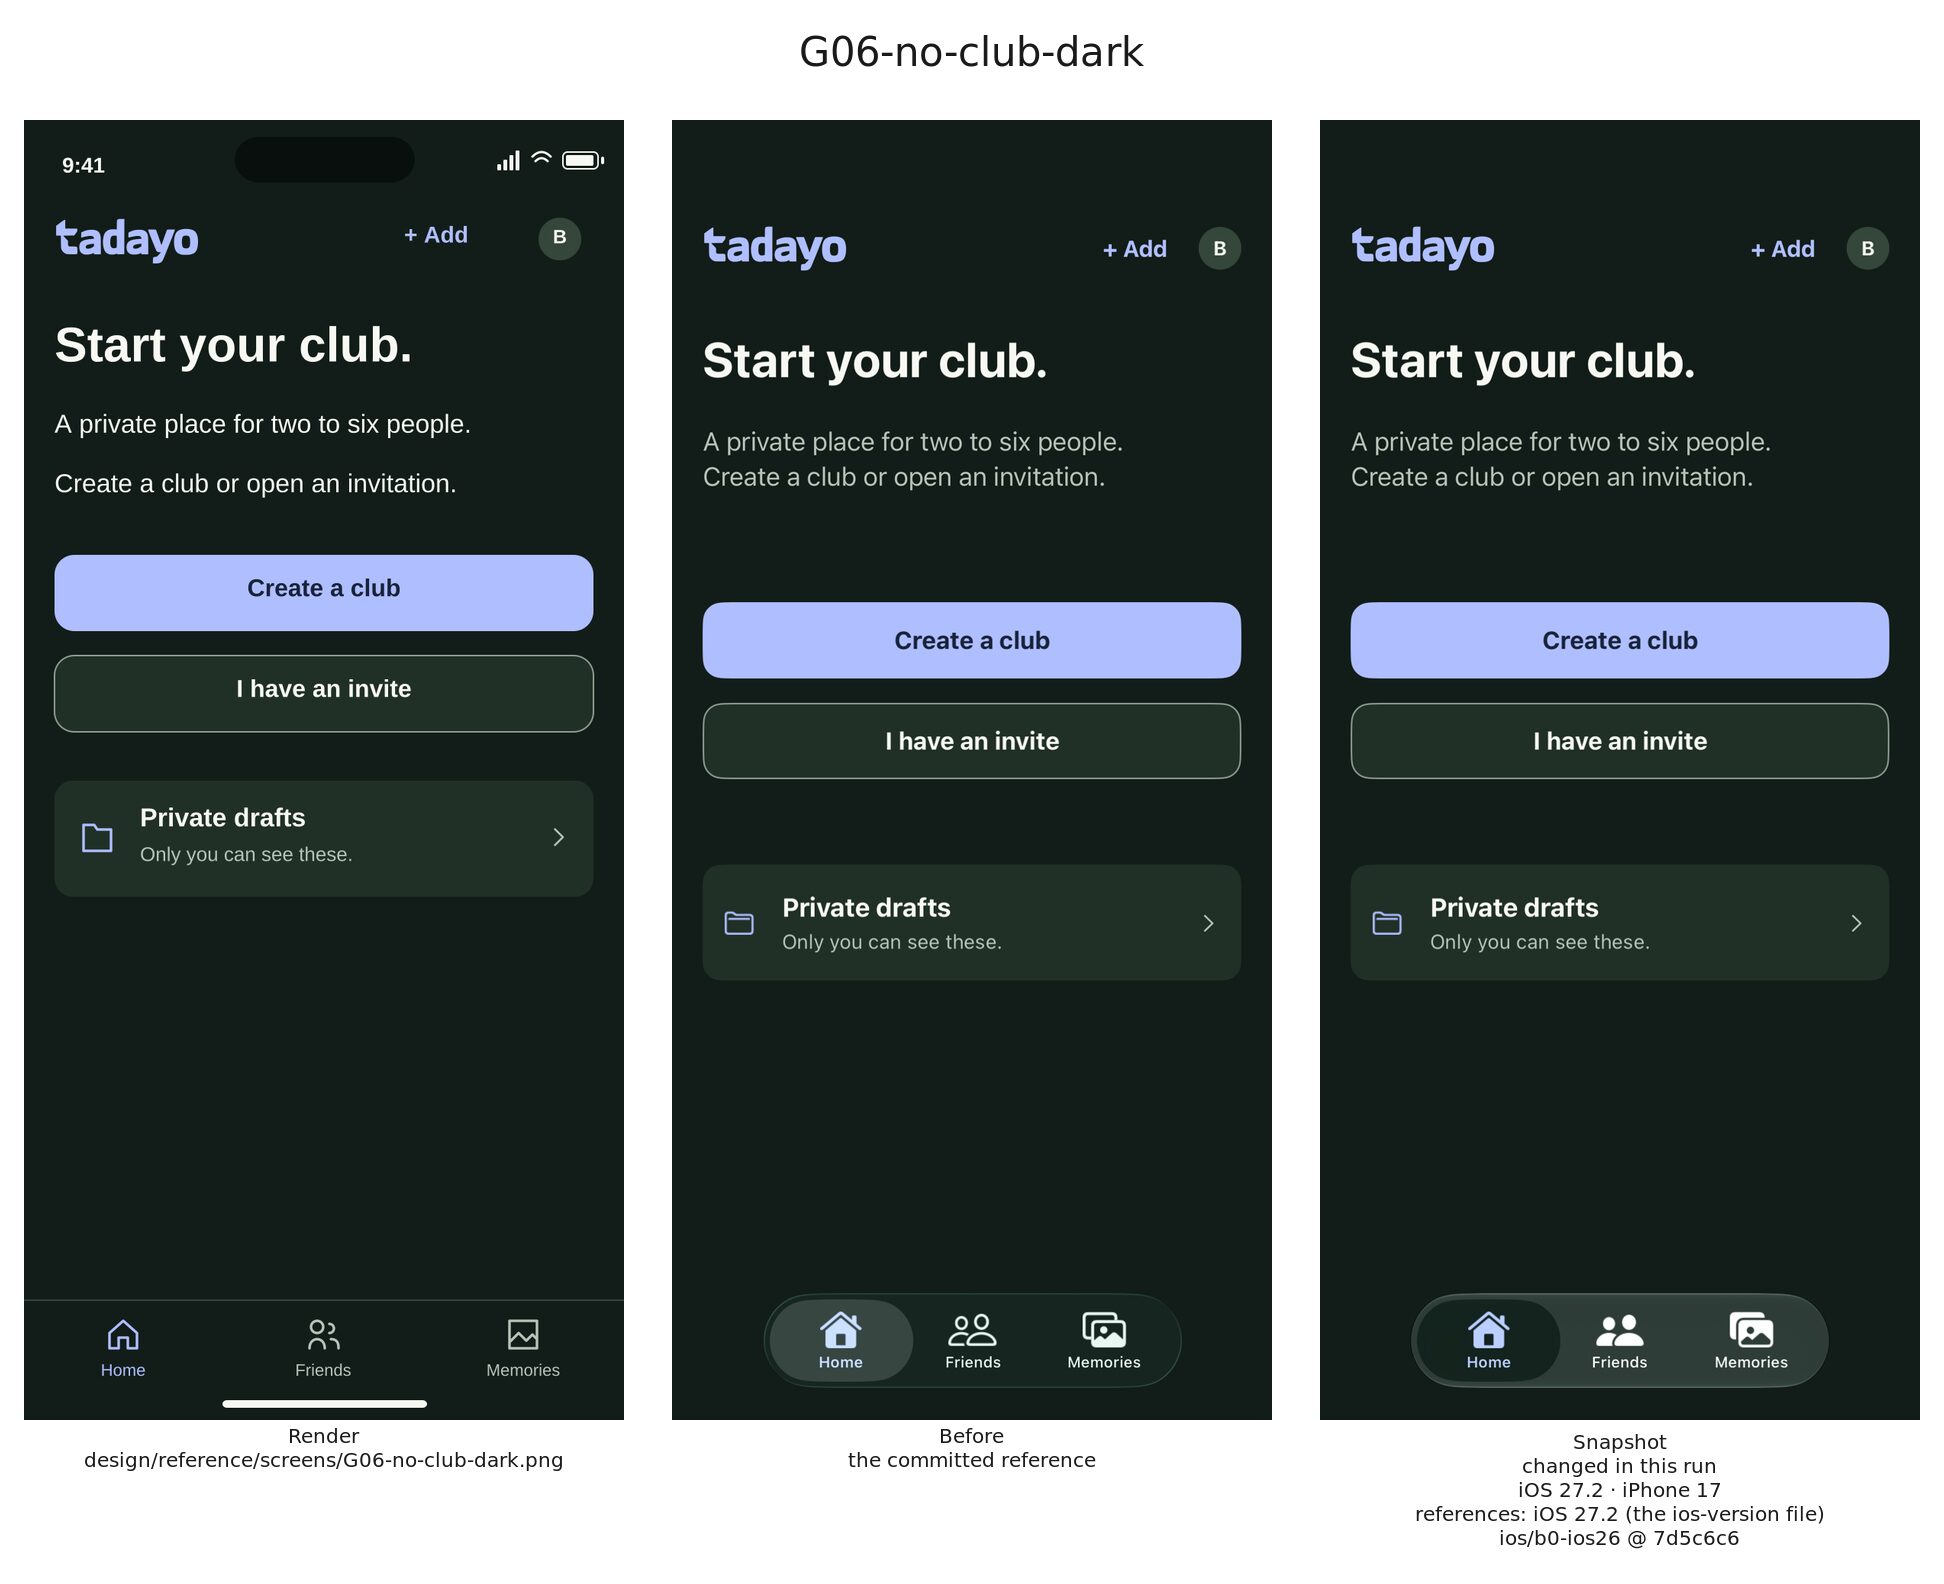 G06-no-club-dark
9:41
tadayo
+ Add
B
Start your club.
A private place for two to six people.
Create a club or open an invitation.
Create a club
I have an invite
Private drafts
Only you can see these.
Home
Friends
Memories
Render
design/reference/screens/G06-no-club-dark.png
tadayo
+ Add
B
Start your club.
A private place for two to six people.
Create a club or open an invitation.
Create a club
I have an invite
Private drafts
Only you can see these.
Home
Friends
Memories
Before
the committed reference
tadayo
+ Add
B
Start your club.
A private place for two to six people.
Create a club or open an invitation.
Create a club
I have an invite
Private drafts
Only you can see these.
Home
Friends
Memories
Snapshot
changed in this run
iOS 27.2 · iPhone 17
references: iOS 27.2 (the ios-version file)
ios/b0-ios26 @ 7d5c6c6